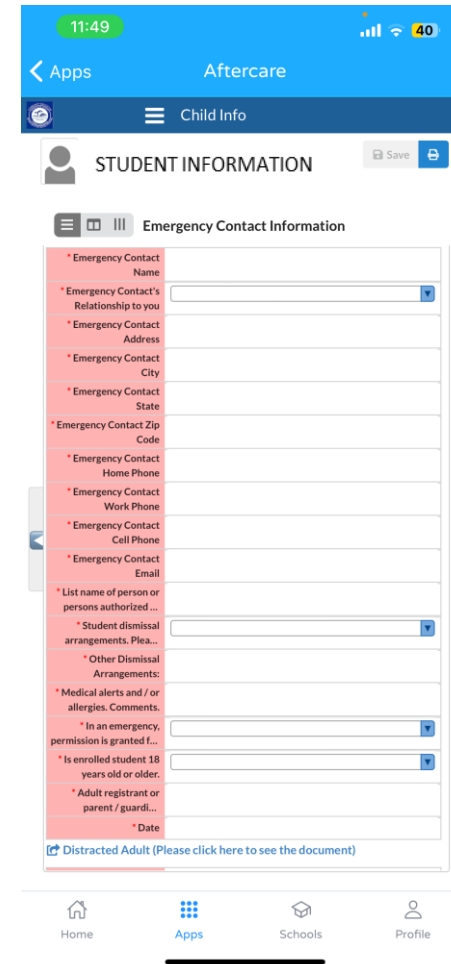 11:49
40
Apps
Aftercare
Child Info
STUDENT INFORMATION
Save
Emergency Contact Information
* Emergency Contact
Name
* Emergency Contact's
Relationship to you
* Emergency Contact
Address
* Emergency Contact
City
* Emergency Contact
State
* Emergency Contact Zip
Code
* Emergency Contact
Home Phone
* Emergency Contact
Work Phone
* Emergency Contact
Cell Phone
* Emergency Contact
Email
* List name of person or
persons authorized ...
* Student dismissal
arrangements. Plea...
* Other Dismissal
Arrangements:
* Medical alerts and / or
allergies. Comments.
* In an emergency,
permission is granted f...
* Is enrolled student 18
years old or older.
* Adult registrant or
parent / guardi...
* Date
Distracted Adult (Please click here to see the document)
Home
Apps
Schools
Profile